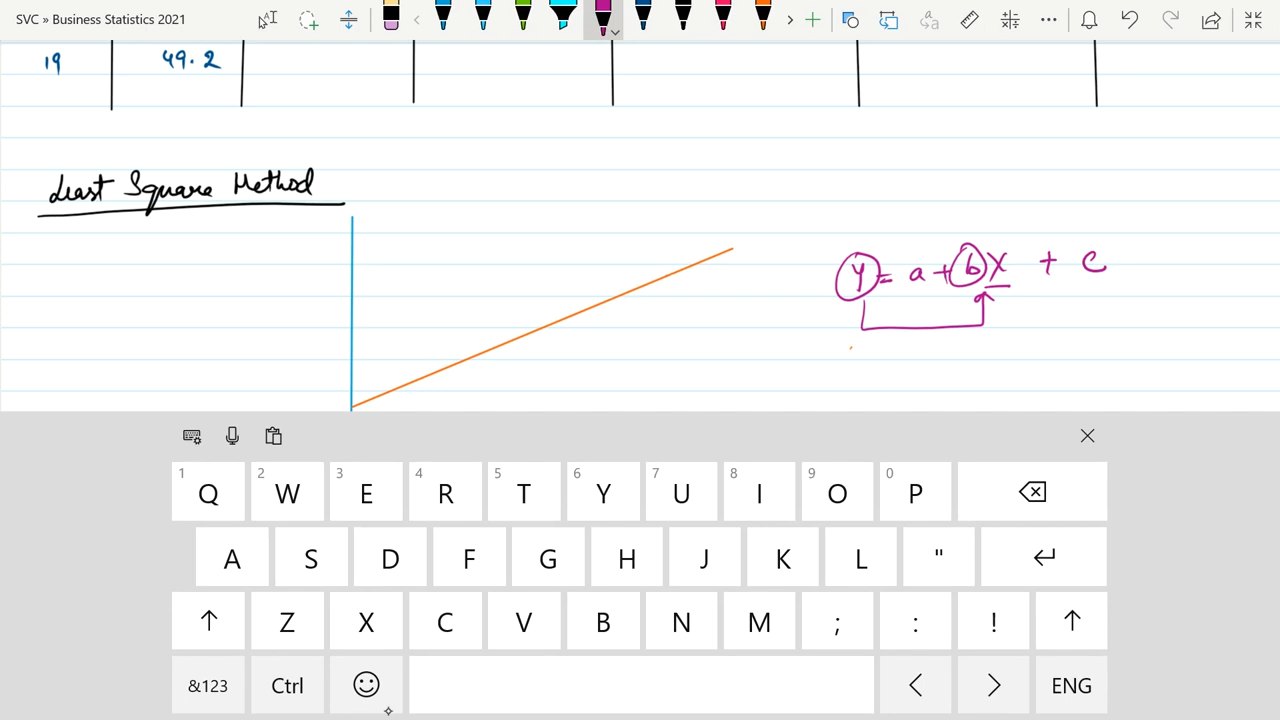 SVC » Business Statistics 2021
19 49.2
Least Square Method
y = a + bx + e
1 2 3 4 5 6 7 8 9 0
Q W E R T Y U I O P
A S D F G H J K L "
Z X C V B N M ; : !
&123 Ctrl ENG